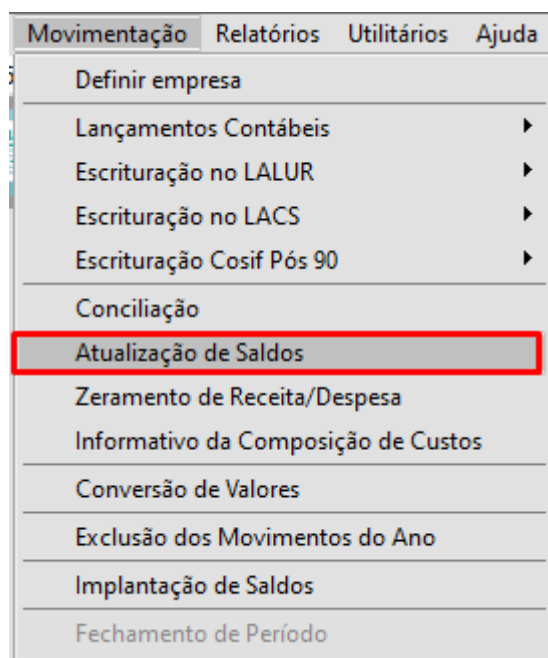 Movimentação Relatórios Utilitários Ajuda
Definir empresa
Lançamentos Contábeis
Escrituração no LALUR
Escrituração no LACS
Escrituração Cosif Pós 90
Conciliação
Atualização de Saldos
Zeramento de Receita/Despesa
Informativo da Composição de Custos
Conversão de Valores
Exclusão dos Movimentos do Ano
Implantação de Saldos
Fechamento de Período